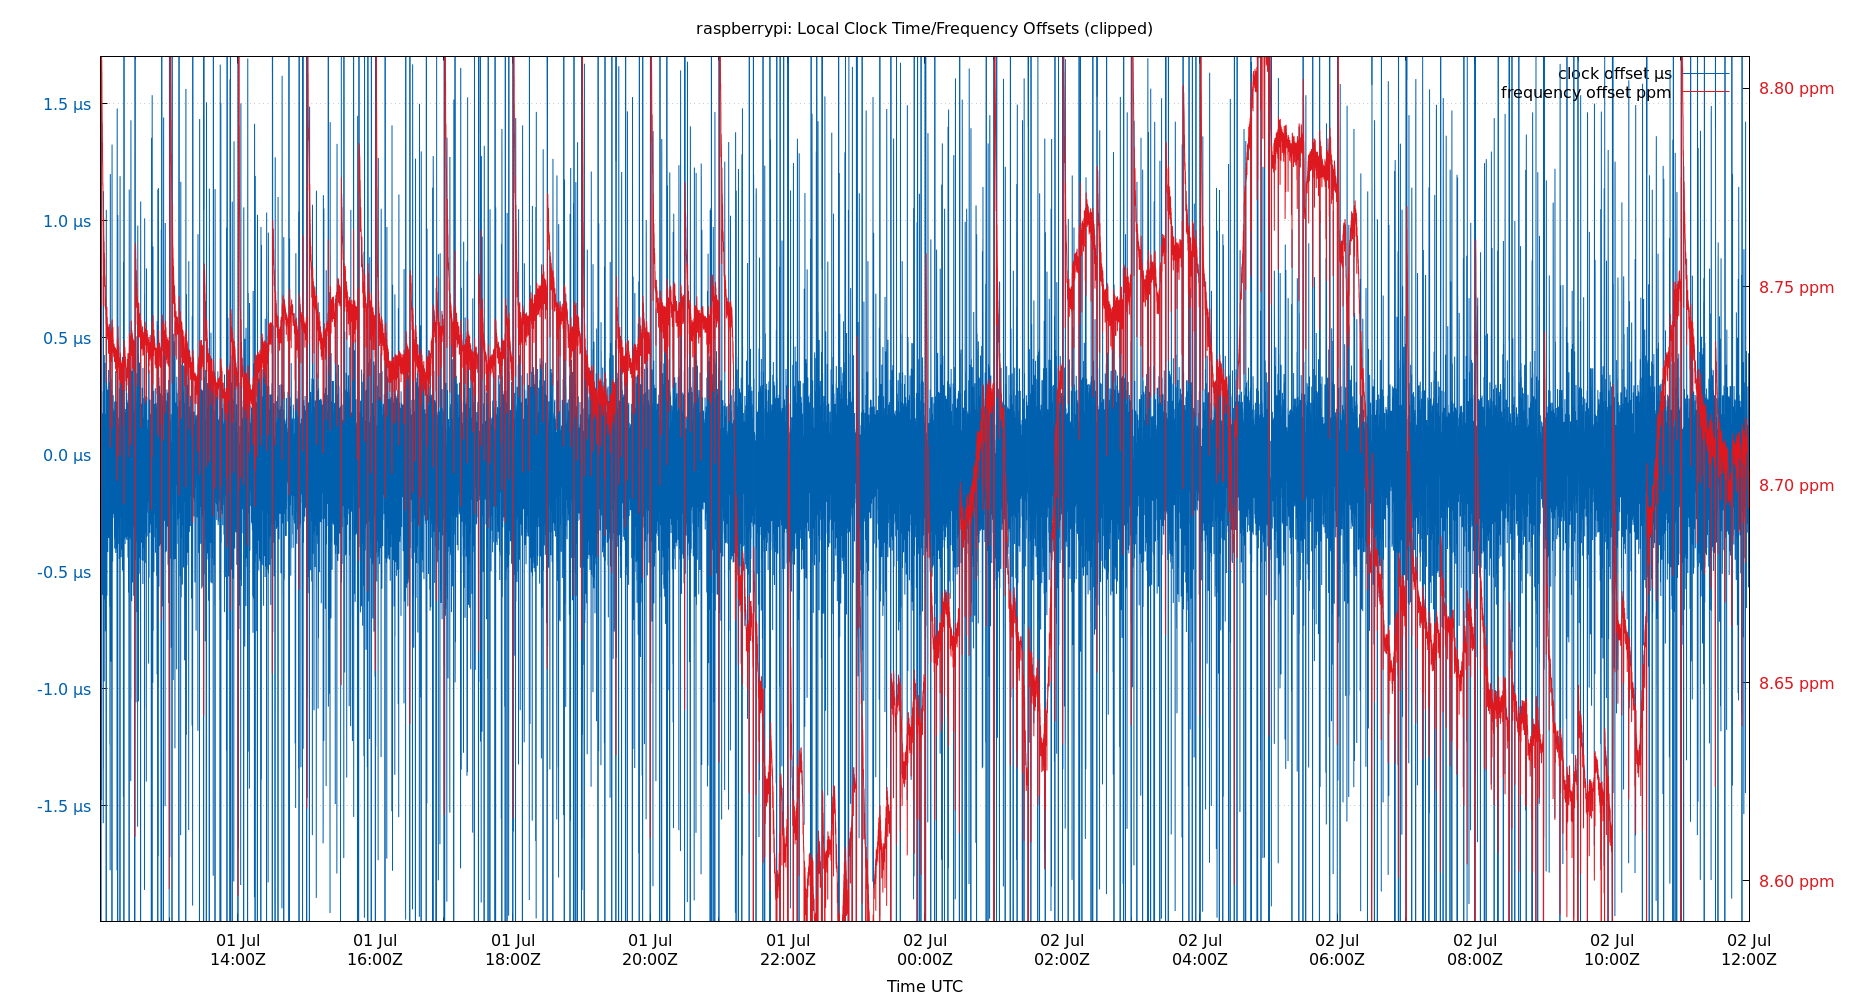 raspberrypi: Local Clock Time/Frequency Offsets (clipped)
clock offset µs
frequency offset ppm
1.5 µs
1.0 µs
0.5 µs
0.0 µs
-0.5 µs
-1.0 µs
-1.5 µs
8.80 ppm
8.75 ppm
8.70 ppm
8.65 ppm
8.60 ppm
01 Jul 01 Jul 01 Jul 01 Jul 01 Jul 02 Jul 02 Jul 02 Jul 02 Jul 02 Jul 02 Jul 02 Jul
14:00Z 16:00Z 18:00Z 20:00Z 22:00Z 00:00Z 02:00Z 04:00Z 06:00Z 08:00Z 10:00Z 12:00Z
Time UTC